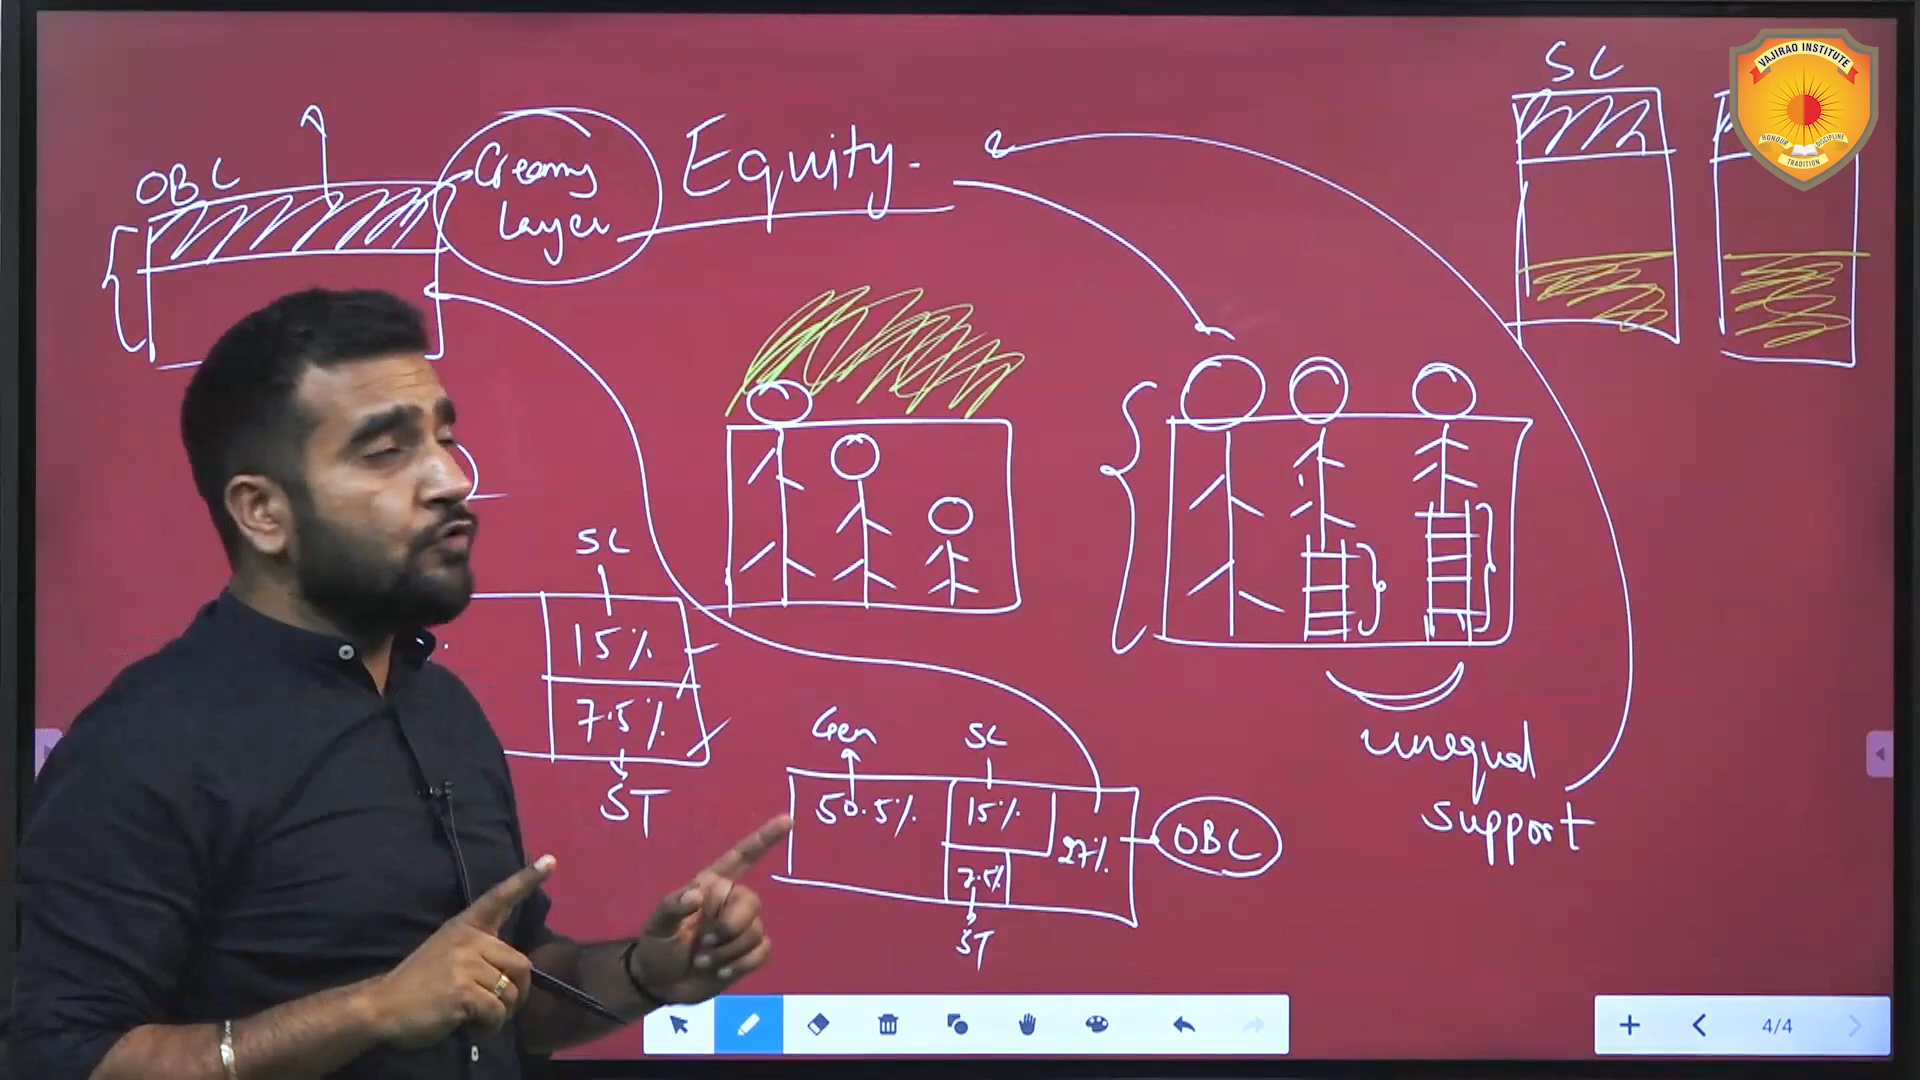 SC
VAJIRAO INSTITUTE
HONOUR
DISCIPLINE
TRADITION
OBC
Creamy
Layer
Equity.
SC
15%
7.5%
ST
unequal
support
Gen
SC
50.5%
15%
27%
OBC
7.5%
ST
4/4